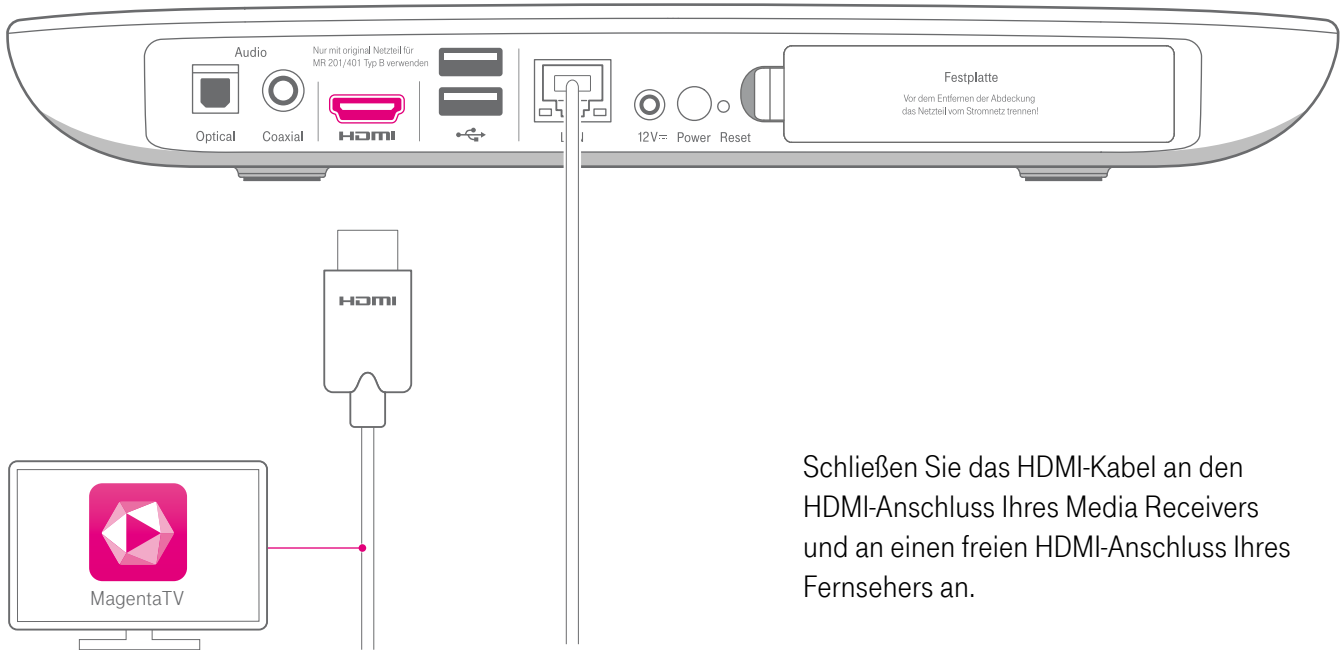 Audio
Nur mit original Netzteil für
MR 201/401 Typ B verwenden
Optical
Coaxial
HDMI
LAN
12V
Power
Reset
Festplatte
Vor dem Entfernen der Abdeckung
das Netzteil vom Stromnetz trennen!
HDMI
MagentaTV
Schließen Sie das HDMI-Kabel an den
HDMI-Anschluss Ihres Media Receivers
und an einen freien HDMI-Anschluss Ihres
Fernsehers an.